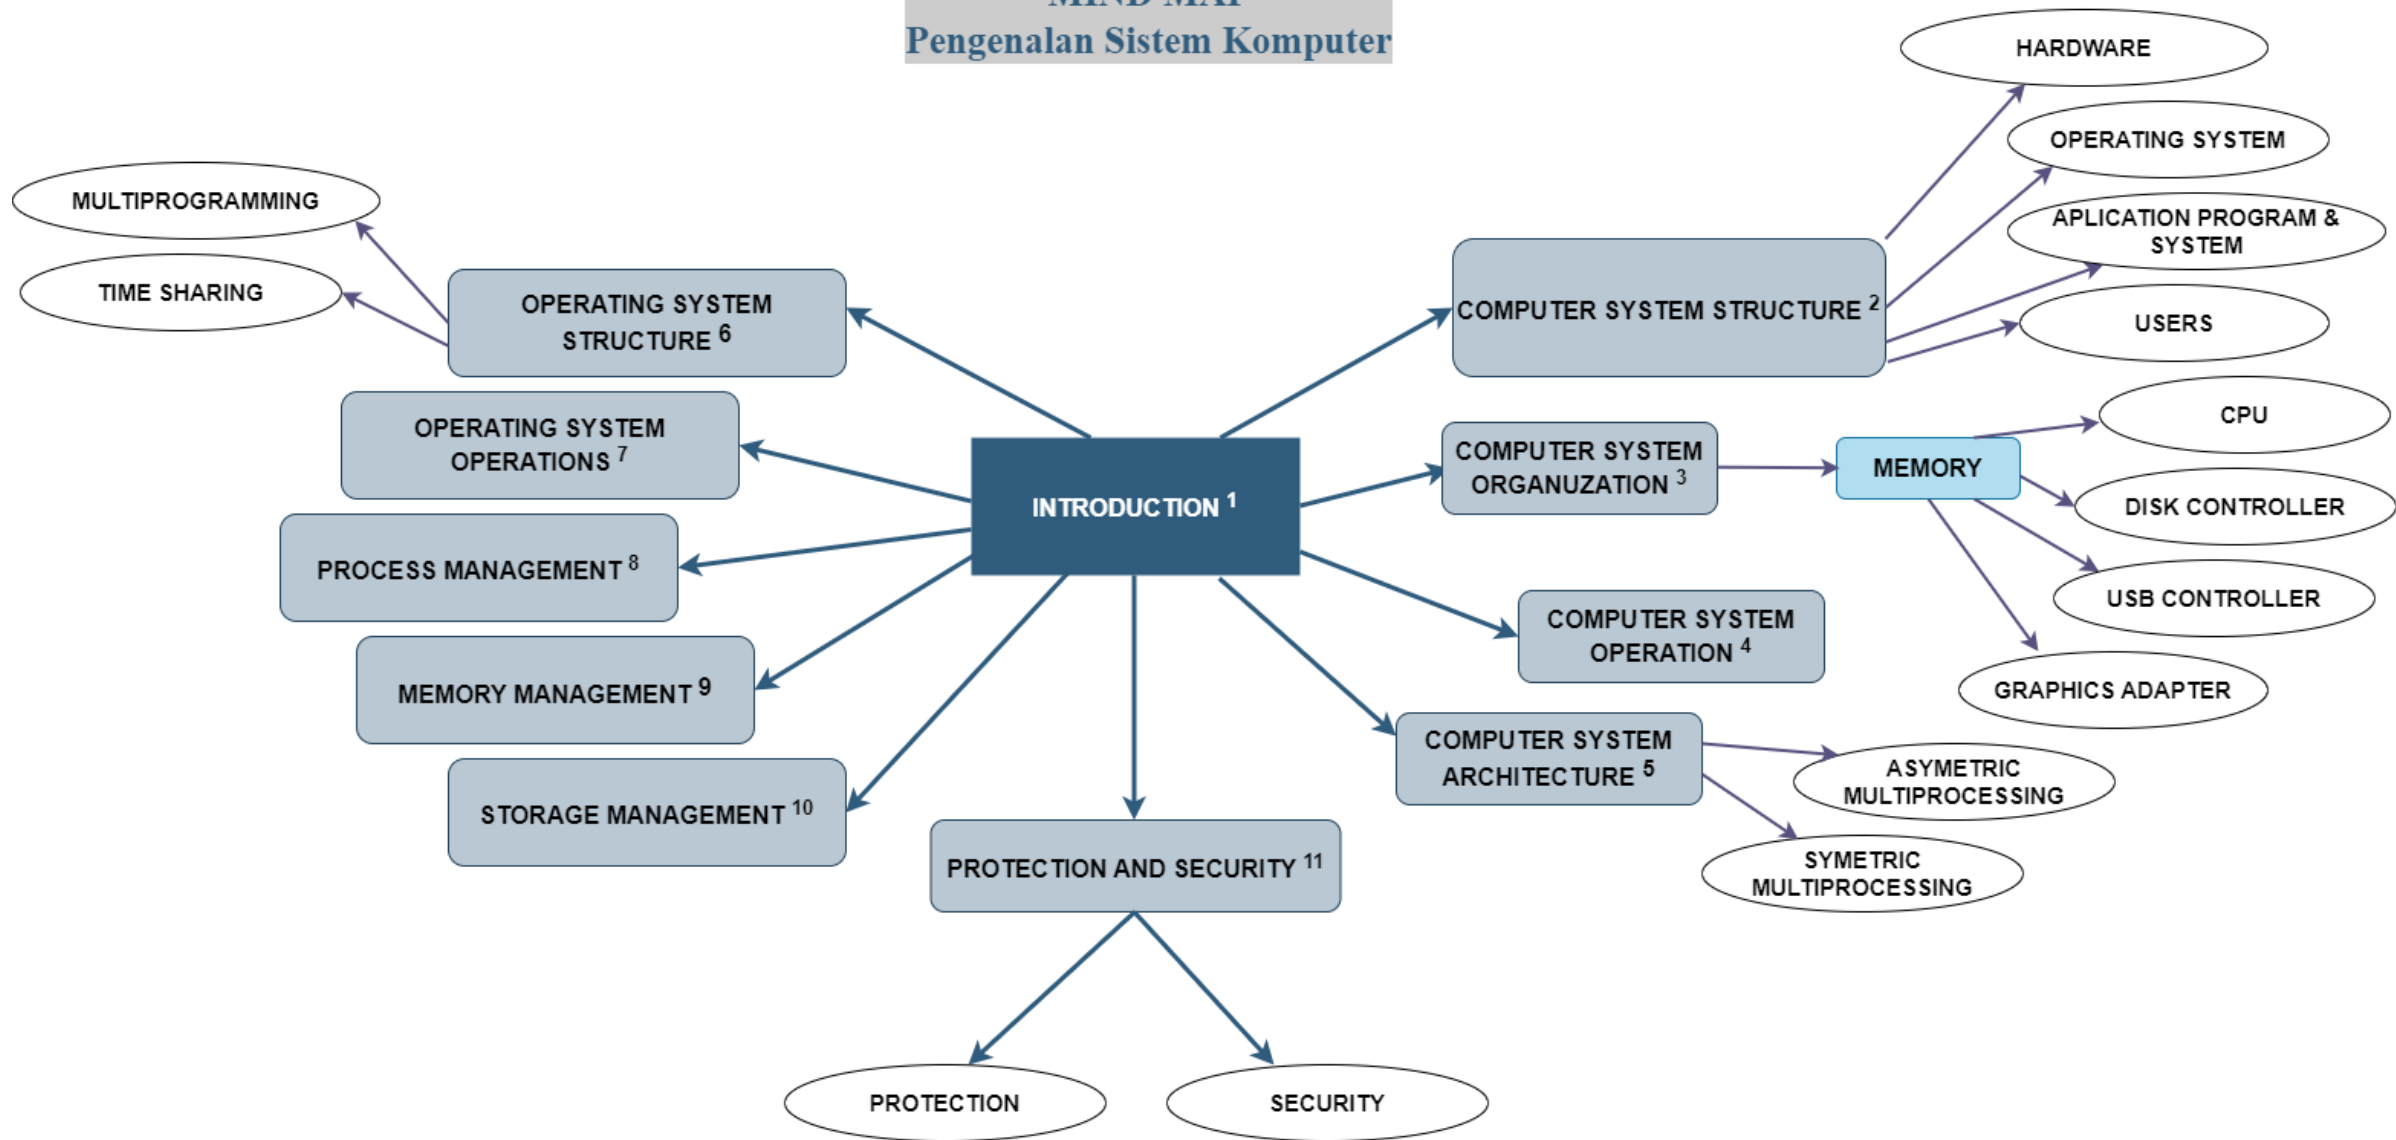 MIND MAP
Pengenalan Sistem Komputer
HARDWARE
OPERATING SYSTEM
APLICATION PROGRAM &
SYSTEM
USERS
MULTIPROGRAMMING
TIME SHARING
OPERATING SYSTEM
STRUCTURE 6
COMPUTER SYSTEM STRUCTURE 2
OPERATING SYSTEM
OPERATIONS 7
COMPUTER SYSTEM
ORGANUZATION 3
MEMORY
CPU
DISK CONTROLLER
USB CONTROLLER
GRAPHICS ADAPTER
INTRODUCTION 1
PROCESS MANAGEMENT 8
COMPUTER SYSTEM
OPERATION 4
MEMORY MANAGEMENT 9
COMPUTER SYSTEM
ARCHITECTURE 5
ASYMETRIC
MULTIPROCESSING
SYMETRIC
MULTIPROCESSING
STORAGE MANAGEMENT 10
PROTECTION AND SECURITY 11
PROTECTION
SECURITY